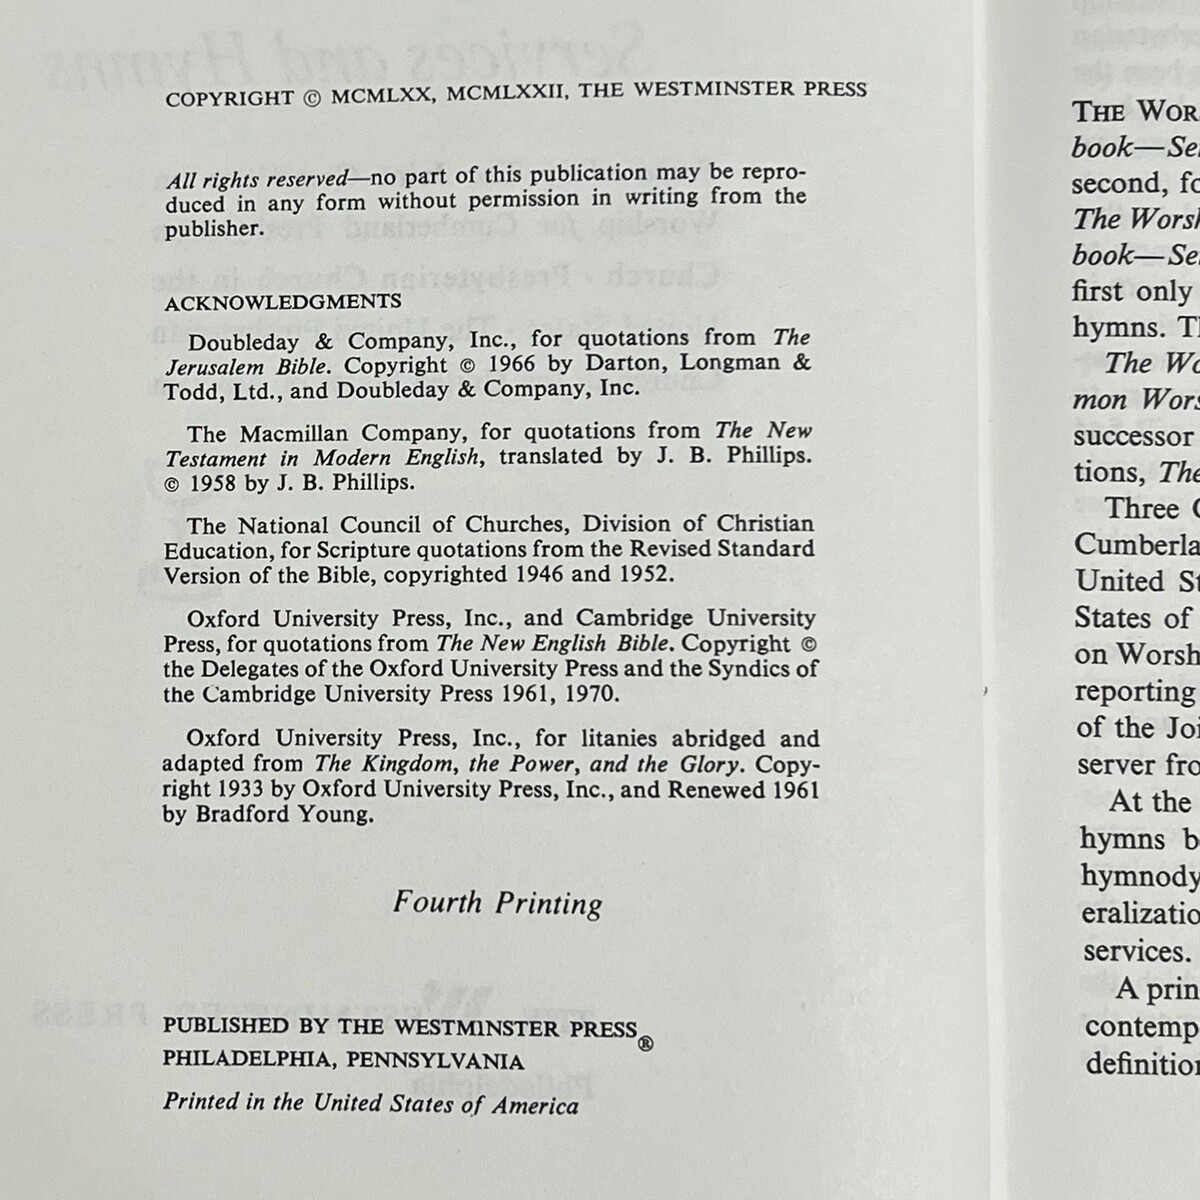 COPYRIGHT © MCMLXX, MCMLXXII, THE WESTMINSTER PRESS
All rights reserved—no part of this publication may be repro-
duced in any form without permission in writing from the
publisher.
ACKNOWLEDGMENTS
Doubleday & Company, Inc., for quotations from The
Jerusalem Bible. Copyright © 1966 by Darton, Longman &
Todd, Ltd., and Doubleday & Company, Inc.
The Macmillan Company, for quotations from The New
Testament in Modern English, translated by J. B. Phillips.
© 1958 by J. B. Phillips.
The National Council of Churches, Division of Christian
Education, for Scripture quotations from the Revised Standard
Version of the Bible, copyrighted 1946 and 1952.
Oxford University Press, Inc., and Cambridge University
Press, for quotations from The New English Bible. Copyright ©
the Delegates of the Oxford University Press and the Syndics of
the Cambridge University Press 1961, 1970.
Oxford University Press, Inc., for litanies abridged and
adapted from The Kingdom, the Power, and the Glory. Copy-
right 1933 by Oxford University Press, Inc., and Renewed 1961
by Bradford Young.
Fourth Printing
PUBLISHED BY THE WESTMINSTER PRESS®
PHILADELPHIA, PENNSYLVANIA
Printed in the United States of America
THE WOR
book—Se
second, fo
The Wors
book—Se
first only
hymns. Th
The Wo
mon Wors
successor
tions, The
Three C
Cumberla
United St
States of
on Worsh
reporting
of the Joi
server fro
At the
hymns b
hymnody
eralizatio
services.
A prin
contemp
definition